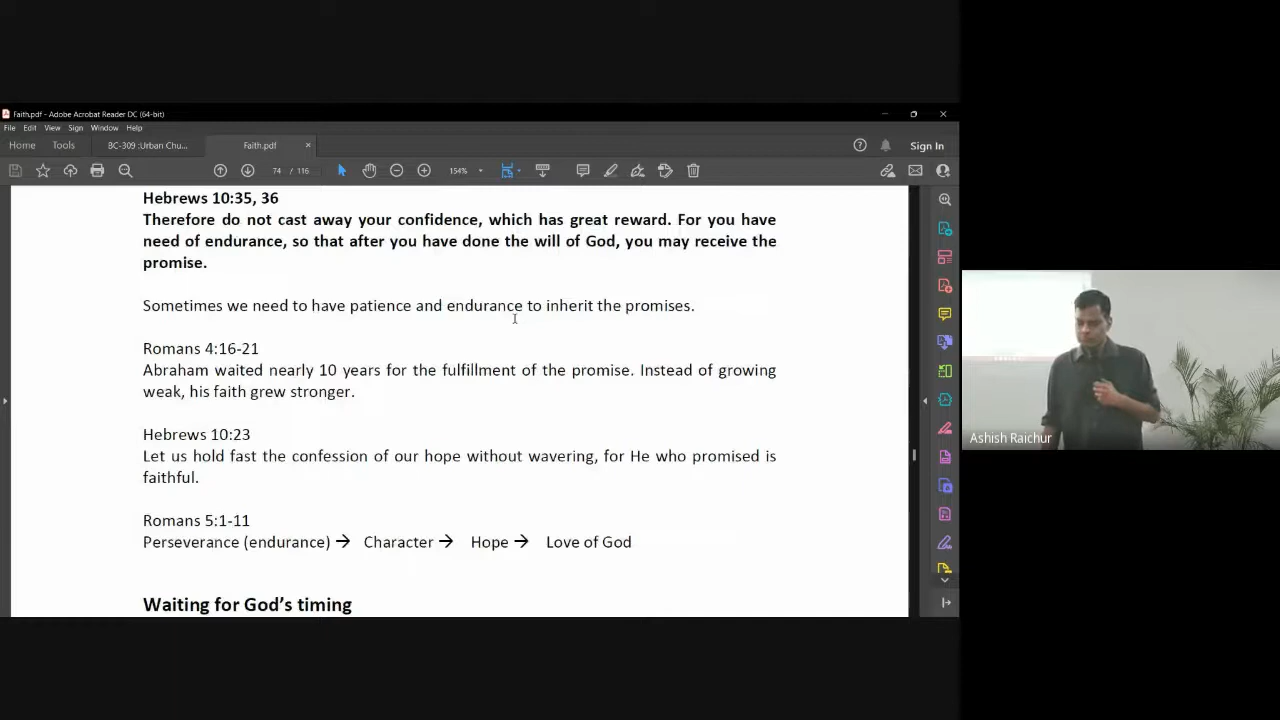 Faith.pdf - Adobe Acrobat Reader DC (64-bit)
File Edit View Sign Window Help
Home Tools BC-309 :Urban Chu... Faith.pdf × Sign In
74 / 116 154%
Hebrews 10:35, 36
Therefore do not cast away your confidence, which has great reward. For you have
need of endurance, so that after you have done the will of God, you may receive the
promise.
Sometimes we need to have patience and endurance to inherit the promises.
Romans 4:16-21
Abraham waited nearly 10 years for the fulfillment of the promise. Instead of growing
weak, his faith grew stronger.
Hebrews 10:23
Let us hold fast the confession of our hope without wavering, for He who promised is
faithful.
Romans 5:1-11
Perseverance (endurance) → Character → Hope → Love of God
Waiting for God’s timing
Ashish Raichur